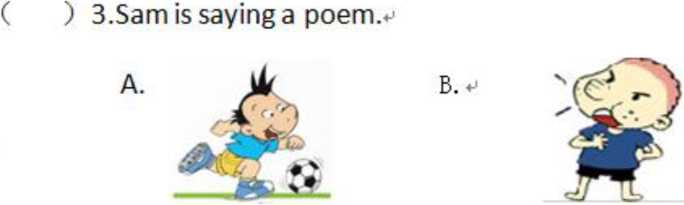 （ ）3.Sam is saying a poem.↵
A. B. ↵